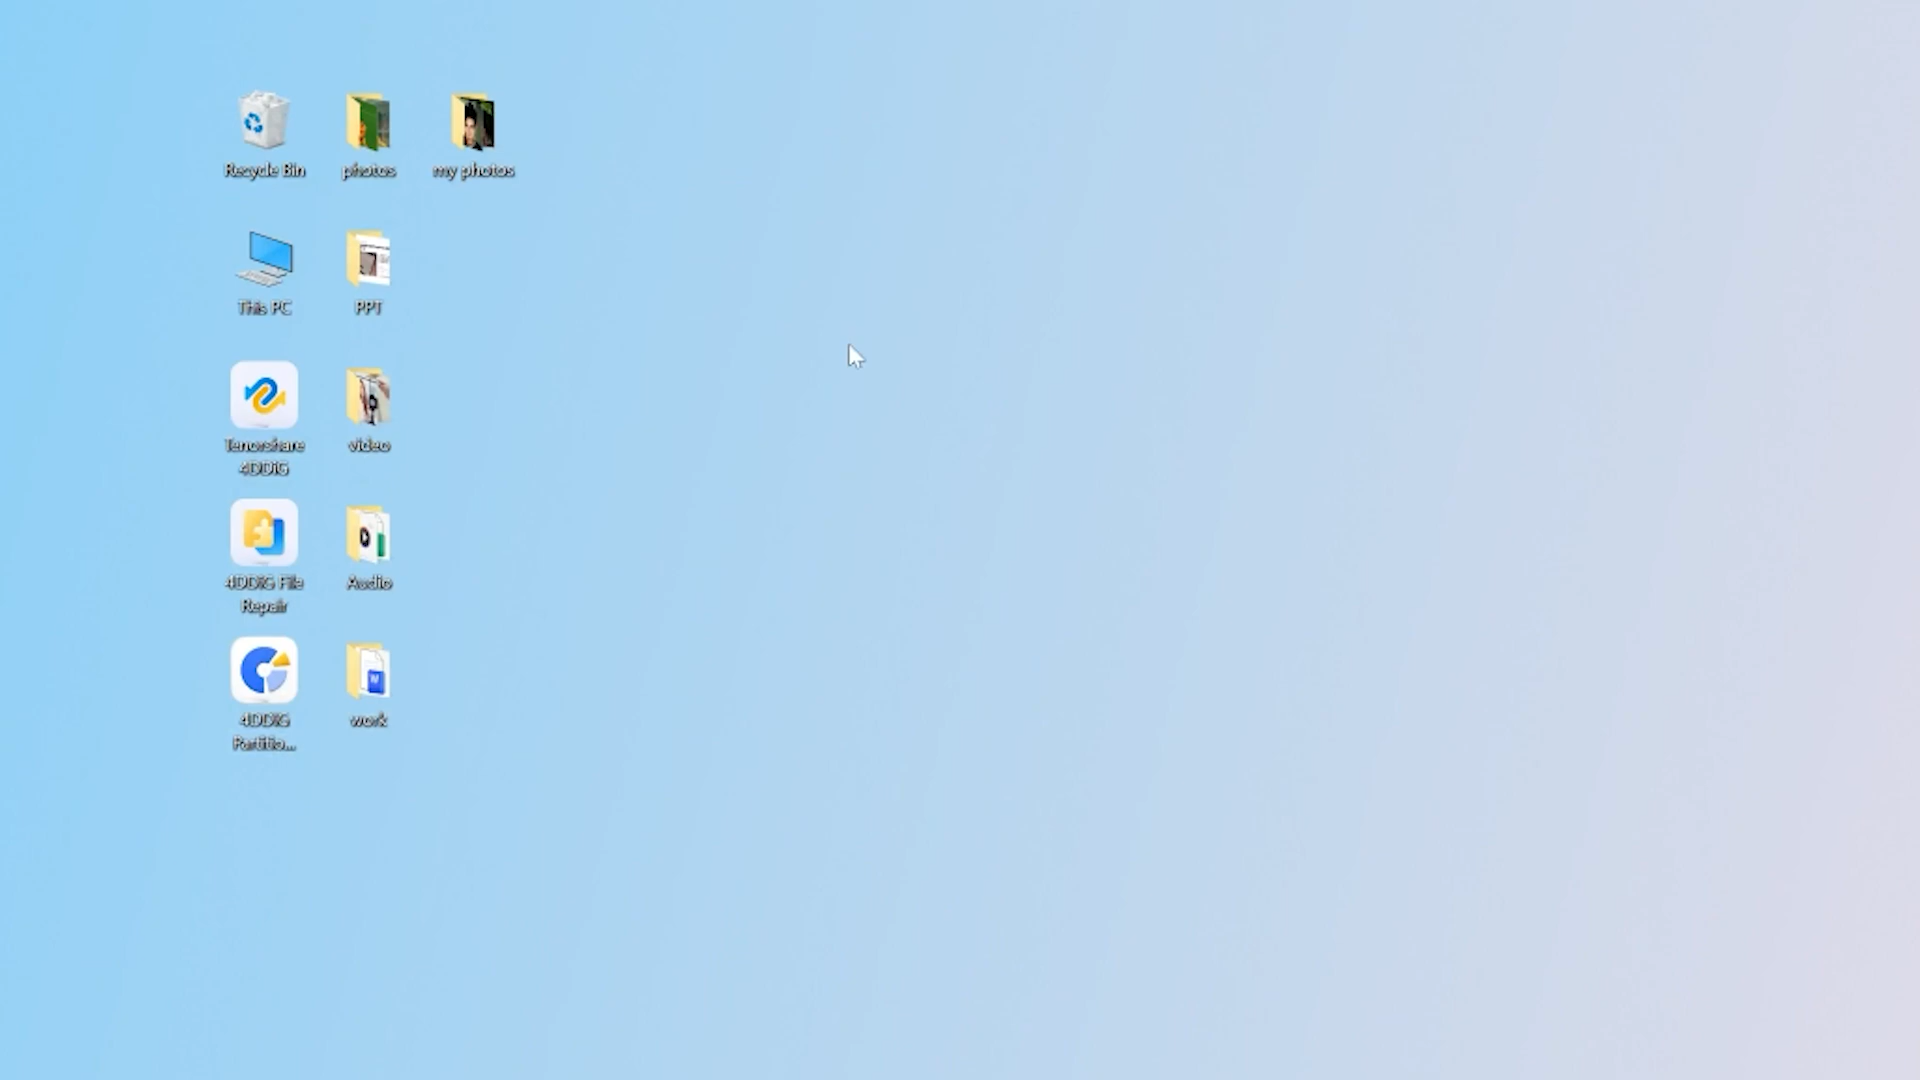 Recycle Bin
photos
my photos
This PC
PPT
Tenorshare
4DDiG
video
4DDiG File
Repair
Audio
4DDiG
Partitio...
work